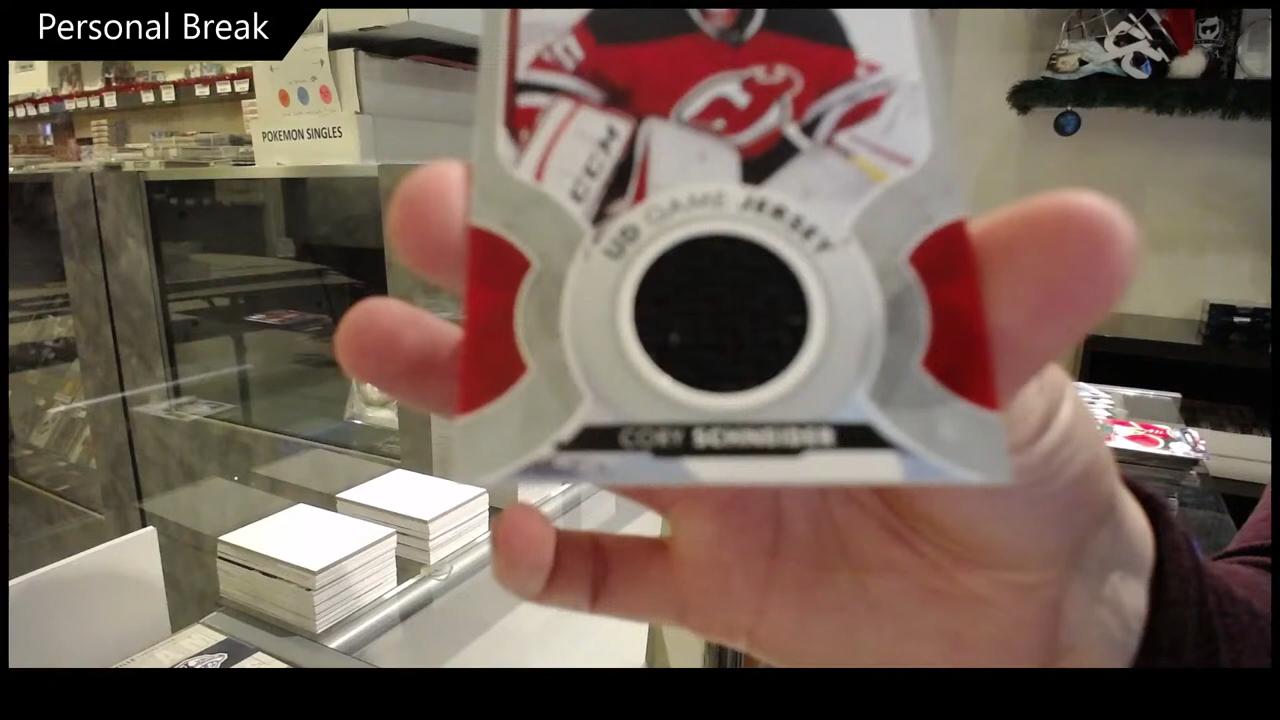 Personal Break
POKEMON SINGLES
CCM
UD GAME JERSEY
CORY SCHNEIDER